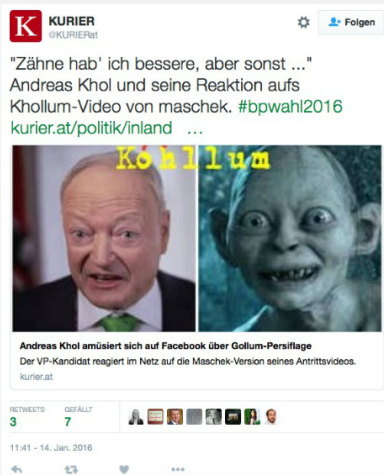 KURIER
@KURIERat
Folgen
"Zähne hab' ich bessere, aber sonst ..."
Andreas Khol und seine Reaktion aufs
Khollum-Video von maschek. #bpwahl2016
kurier.at/politik/inland ...
Kohllum
Andreas Khol amüsiert sich auf Facebook über Gollum-Persiflage
Der VP-Kandidat reagiert im Netz auf die Maschek-Version seines Antrittsvideos.
kurier.at
RETWEETS GEFÄLLT
3 7
11:41 - 14. Jan. 2016